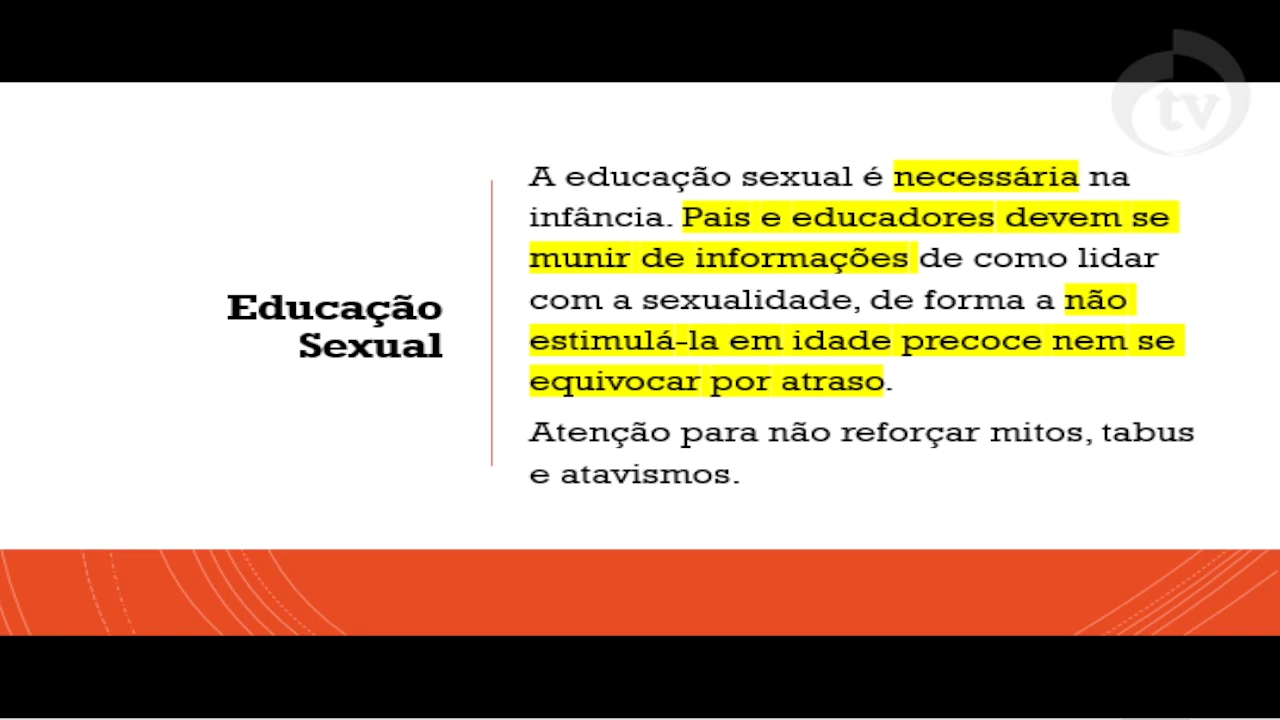 Educação
Sexual
A educação sexual é necessária na
infância. Pais e educadores devem se
munir de informações de como lidar
com a sexualidade, de forma a não
estimulá-la em idade precoce nem se
equivocar por atraso.
Atenção para não reforçar mitos, tabus
e atavismos.
tv